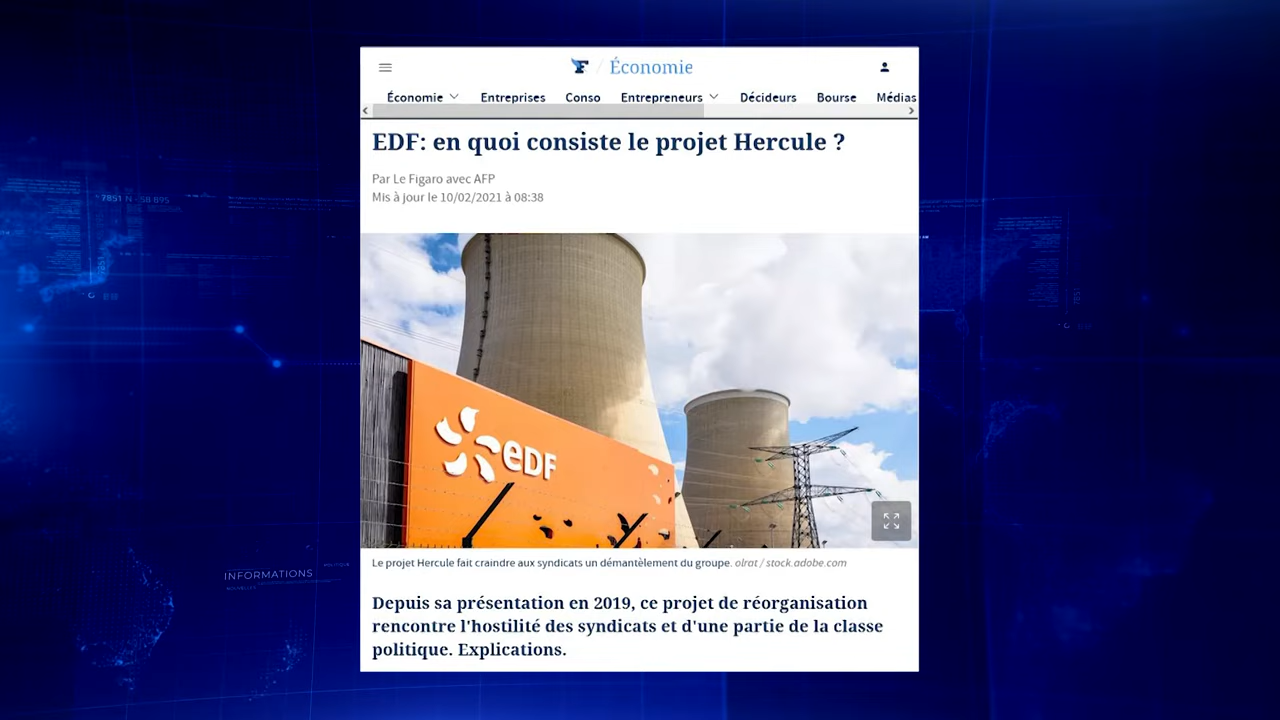 F / Économie
Économie Entreprises Conso Entrepreneurs Décideurs Bourse Médias
EDF: en quoi consiste le projet Hercule ?
Par Le Figaro avec AFP
Mis à jour le 10/02/2021 à 08:38
7851 N - 58 895
eDF
Le projet Hercule fait craindre aux syndicats un démantèlement du groupe. olrat / stock.adobe.com
INFORMATIONS
Depuis sa présentation en 2019, ce projet de réorganisation
rencontre l'hostilité des syndicats et d'une partie de la classe
politique. Explications.